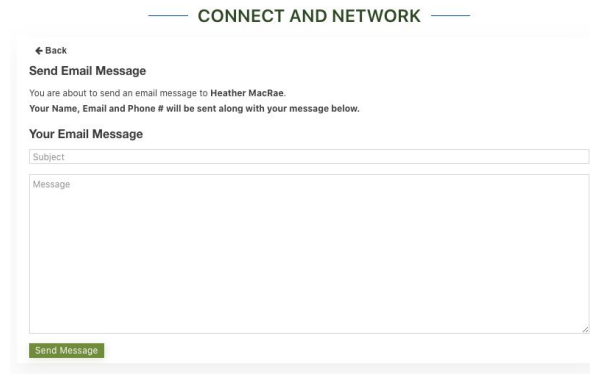 CONNECT AND NETWORK
Back
Send Email Message
You are about to send an email message to Heather MacRae.
Your Name, Email and Phone # will be sent along with your message below.
Your Email Message
Subject
Message
Send Message